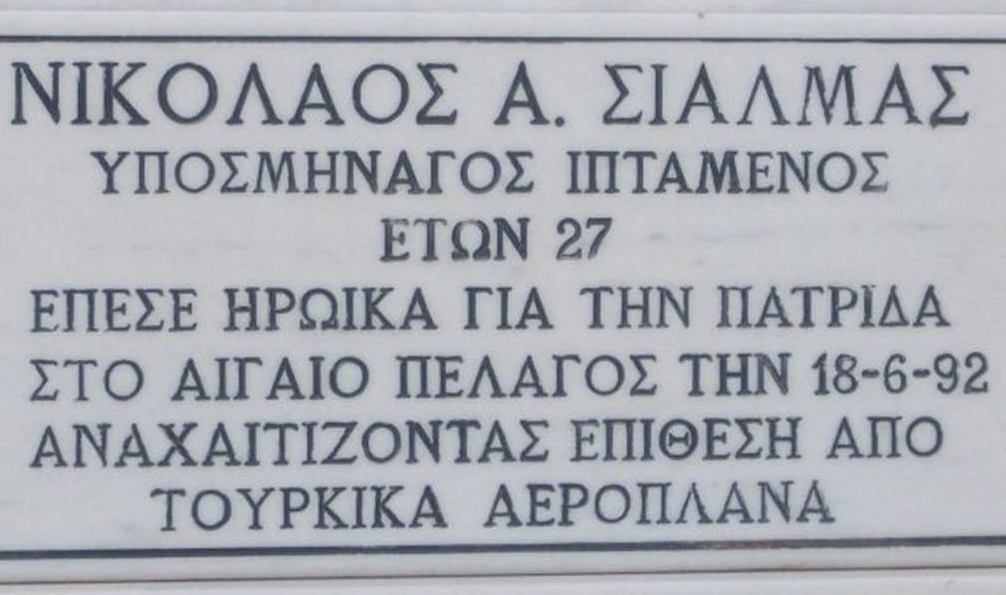 ΝΙΚΟΛΑΟΣ Α. ΣΙΑΛΜΑΣ
ΥΠΟΣΜΗΝΑΓΟΣ ΙΠΤΑΜΕΝΟΣ
ΕΤΩΝ 27
ΕΠΕΣΕ ΗΡΩΙΚΑ ΓΙΑ ΤΗΝ ΠΑΤΡΙΔΑ
ΣΤΟ ΑΙΓΑΙΟ ΠΕΛΑΓΟΣ ΤΗΝ 18-6-92
ΑΝΑΧΑΙΤΙΖΟΝΤΑΣ ΕΠΙΘΕΣΗ ΑΠΟ
ΤΟΥΡΚΙΚΑ ΑΕΡΟΠΛΑΝΑ